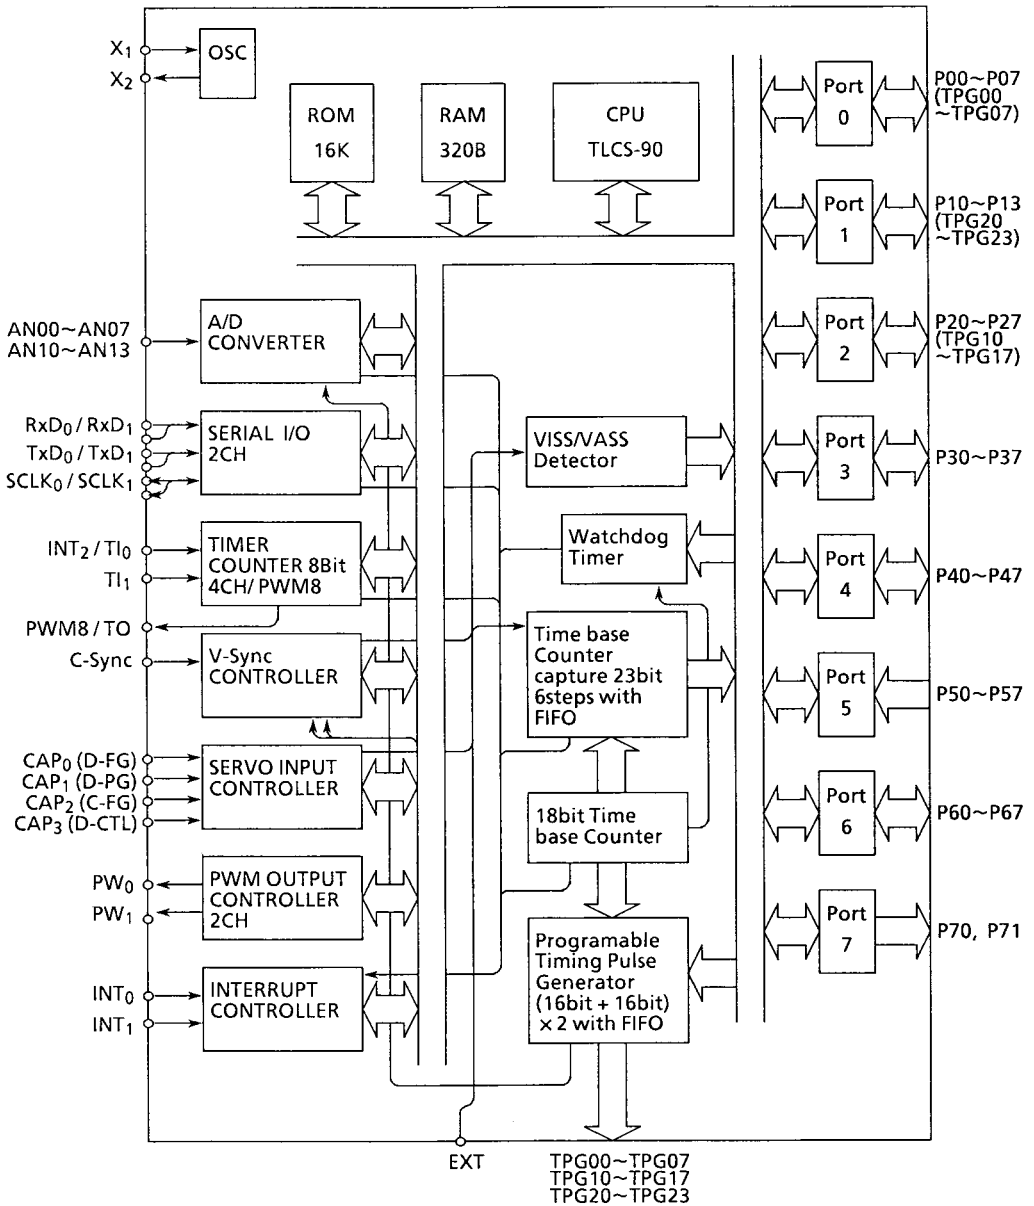 X1
X2
OSC
ROM
16K
RAM
320B
CPU
TLCS-90
Port
0
P00~P07
(TPG00
~TPG07)
Port
1
P10~P13
(TPG20
~TPG23)
Port
2
P20~P27
(TPG10
~TPG17)
Port
3
P30~P37
Port
4
P40~P47
Port
5
P50~P57
Port
6
P60~P67
Port
7
P70, P71
AN00~AN07
AN10~AN13
A/D
CONVERTER
RxD0 / RxD1
TxD0 / TxD1
SCLK0 / SCLK1
SERIAL I/O
2CH
INT2 / TI0
TI1
PWM8 / TO
TIMER
COUNTER 8Bit
4CH/ PWM8
C-Sync
V-Sync
CONTROLLER
CAP0 (D-FG)
CAP1 (D-PG)
CAP2 (C-FG)
CAP3 (D-CTL)
SERVO INPUT
CONTROLLER
PW0
PW1
PWM OUTPUT
CONTROLLER
2CH
INT0
INT1
INTERRUPT
CONTROLLER
VISS/VASS
Detector
Watchdog
Timer
Time base
Counter
capture 23bit
6steps with
FIFO
18bit Time
base Counter
Programable
Timing Pulse
Generator
(16bit + 16bit)
×2 with FIFO
EXT
TPG00~TPG07
TPG10~TPG17
TPG20~TPG23